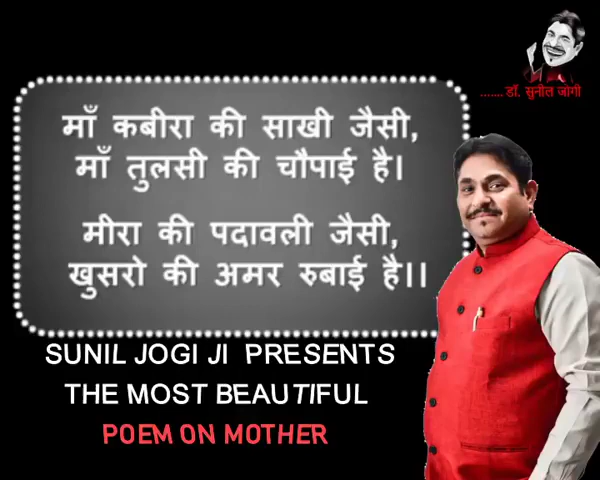 .......डॉ. सुनील जोगी
माँ कबीरा की साखी जैसी,
माँ तुलसी की चौपाई है।
मीरा की पदावली जैसी,
खुसरो की अमर रुबाई है।।
SUNIL JOGI JI PRESENTS
THE MOST BEAUTIFUL
POEM ON MOTHER